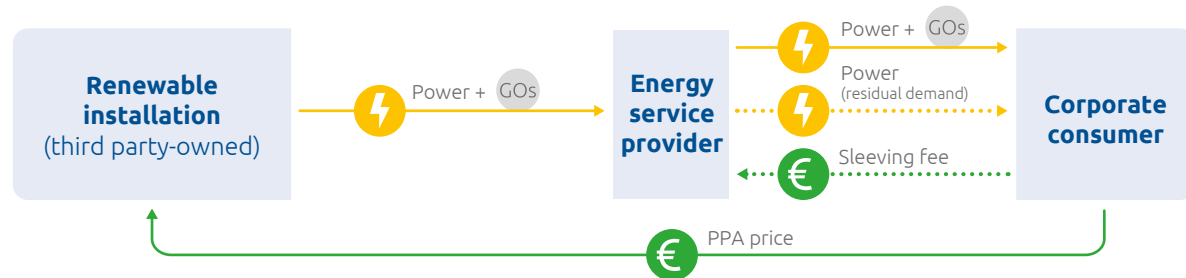 Renewable
installation
(third party-owned)
Power + GOs
Energy
service
provider
Power + GOs
Power
(residual demand)
€ Sleeving fee
Corporate
consumer
€ PPA price